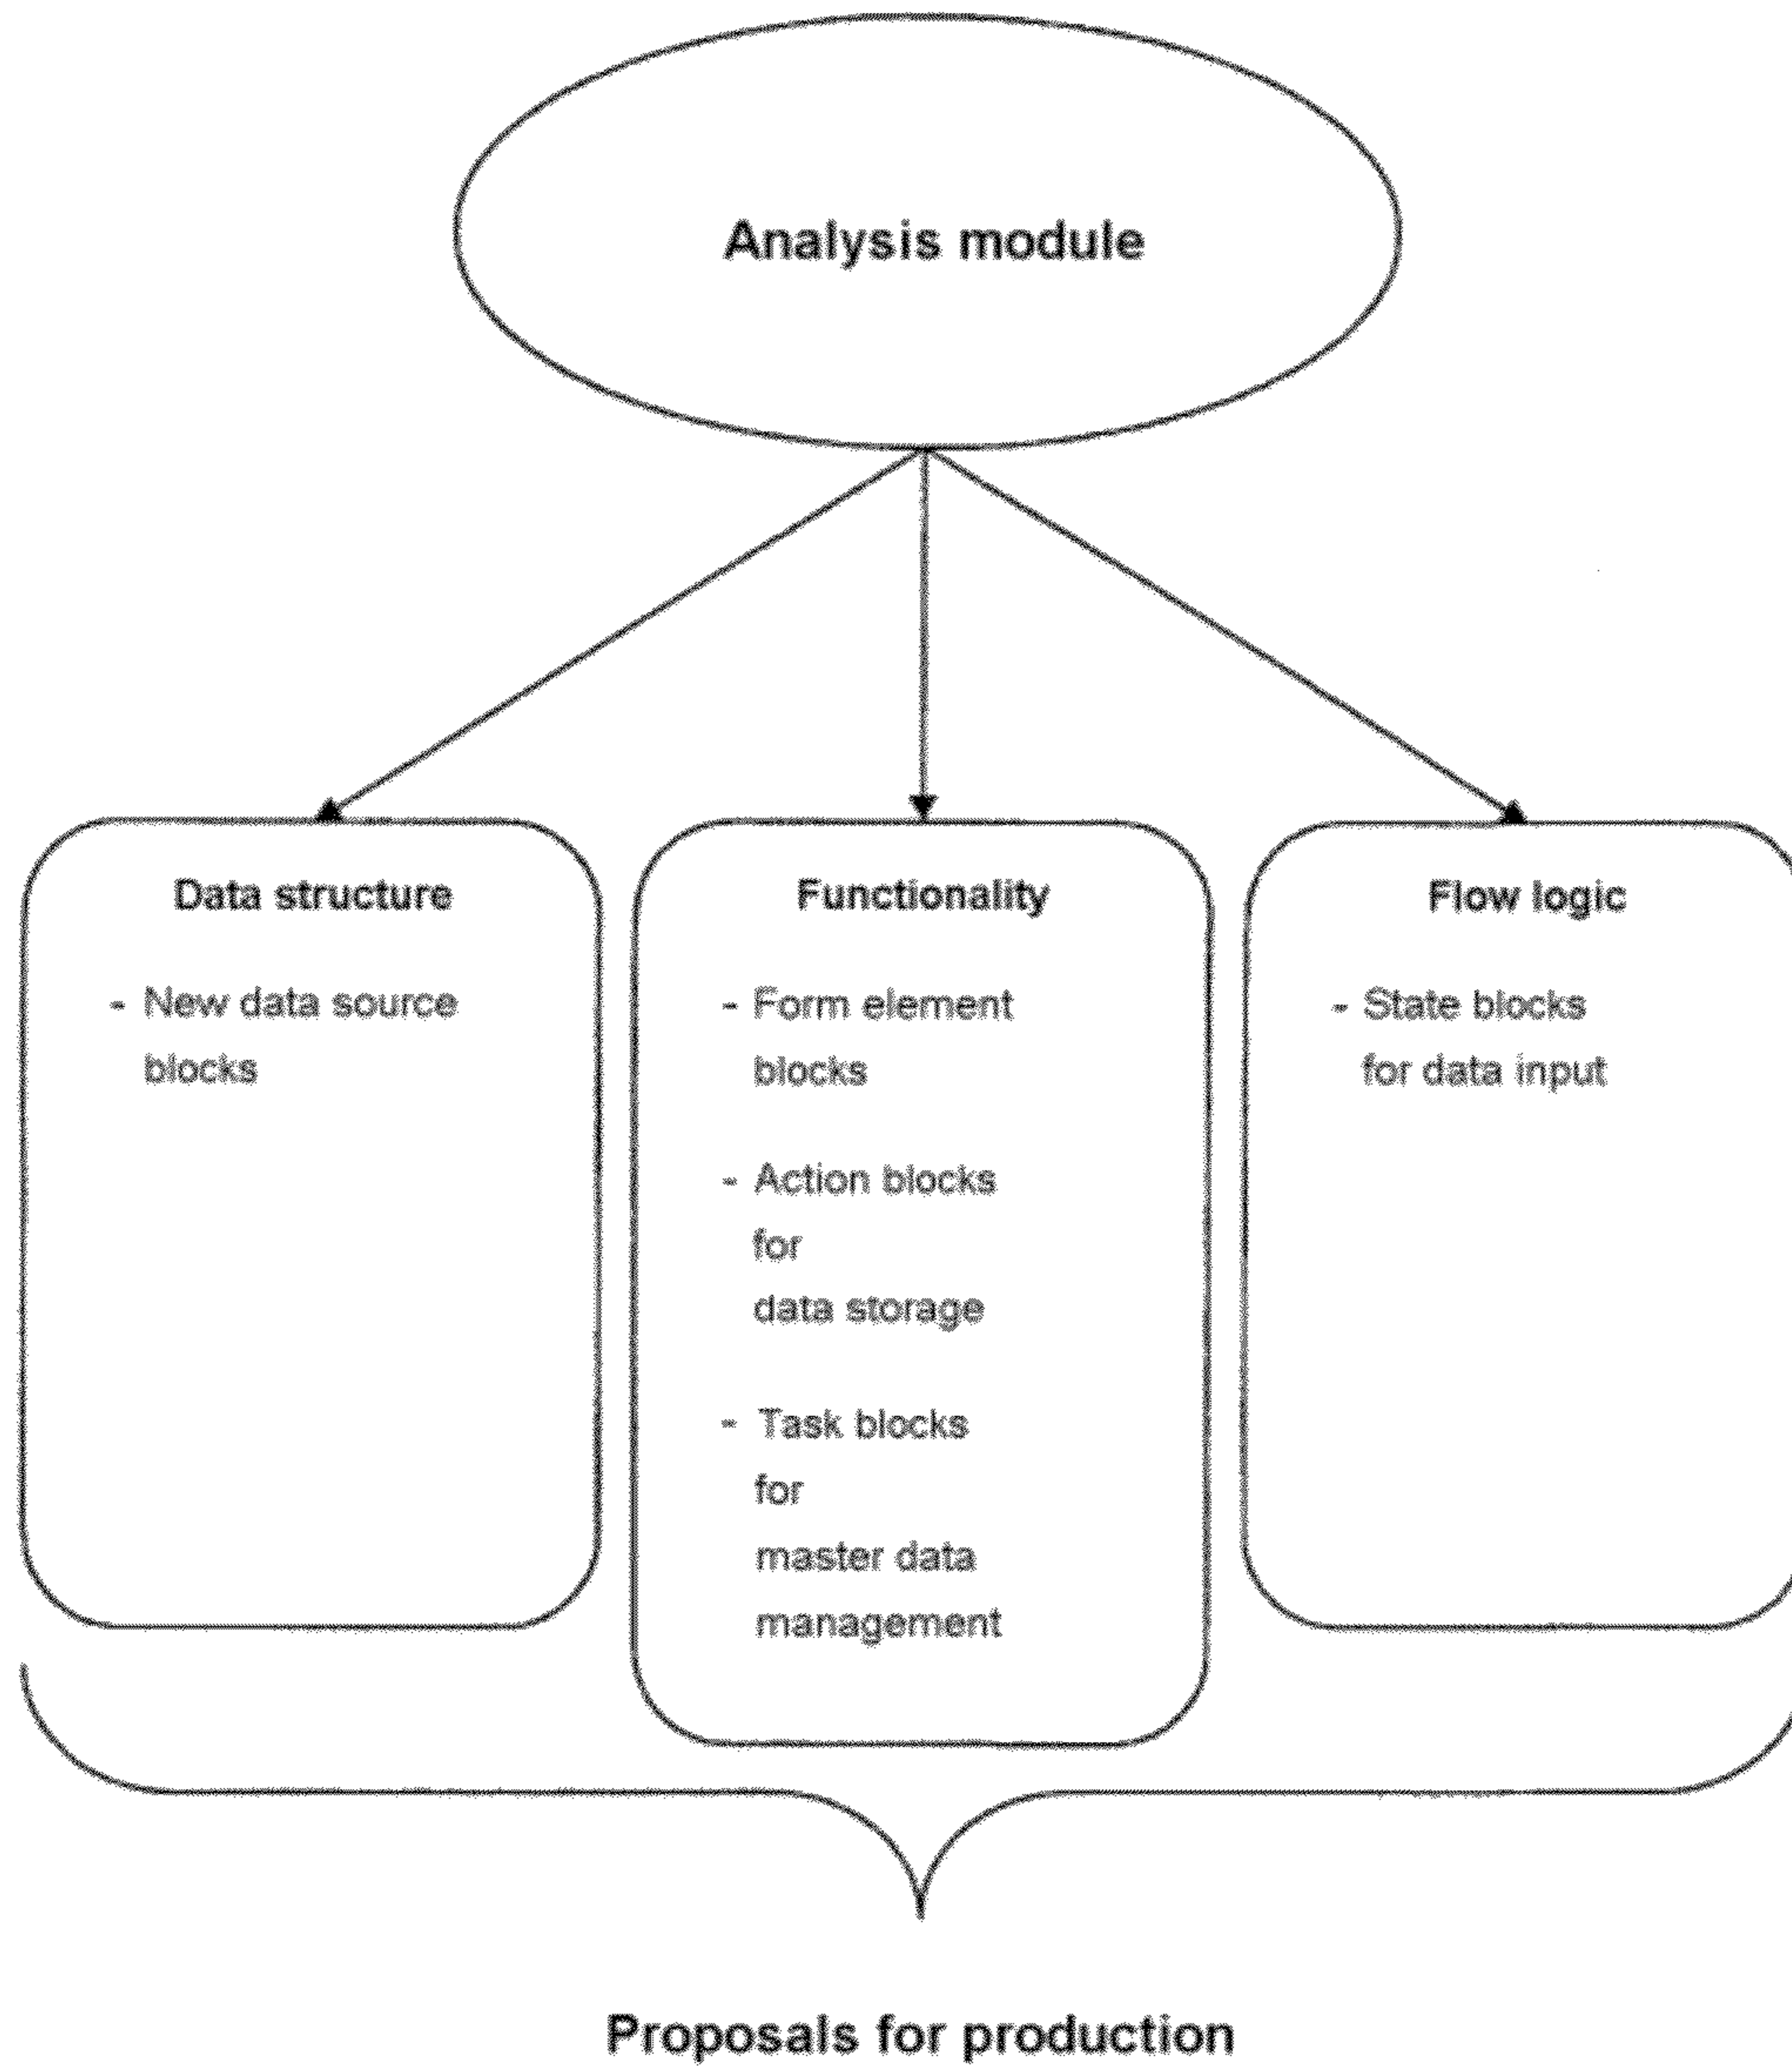 Analysis module
Data structure
- New data source
blocks
Functionality
- Form element
blocks
- Action blocks
for
data storage
- Task blocks
for
master data
management
Flow logic
- State blocks
for data input
Proposals for production